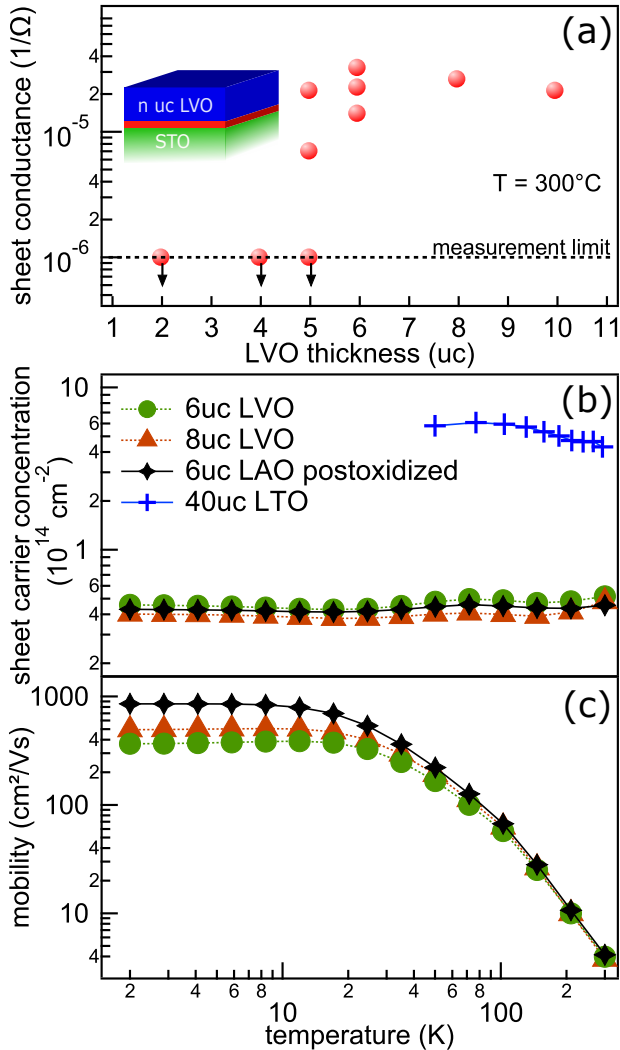 (a)
sheet conductance (1/Ω)
4
2
10⁻⁵
4
2
10⁻⁶
n uc LVO
STO
T = 300°C
measurement limit
1 2 3 4 5 6 7 8 9 10 11
LVO thickness (uc)
(b)
sheet carrier concentration
(10¹⁴ cm⁻²)
10
6
4
2
1
6
4
2
6uc LVO
8uc LVO
6uc LAO postoxidized
40uc LTO
(c)
mobility (cm²/Vs)
1000
4
2
100
4
2
10
4
2 4 6 8 10 2 4 6 8 100 2
temperature (K)